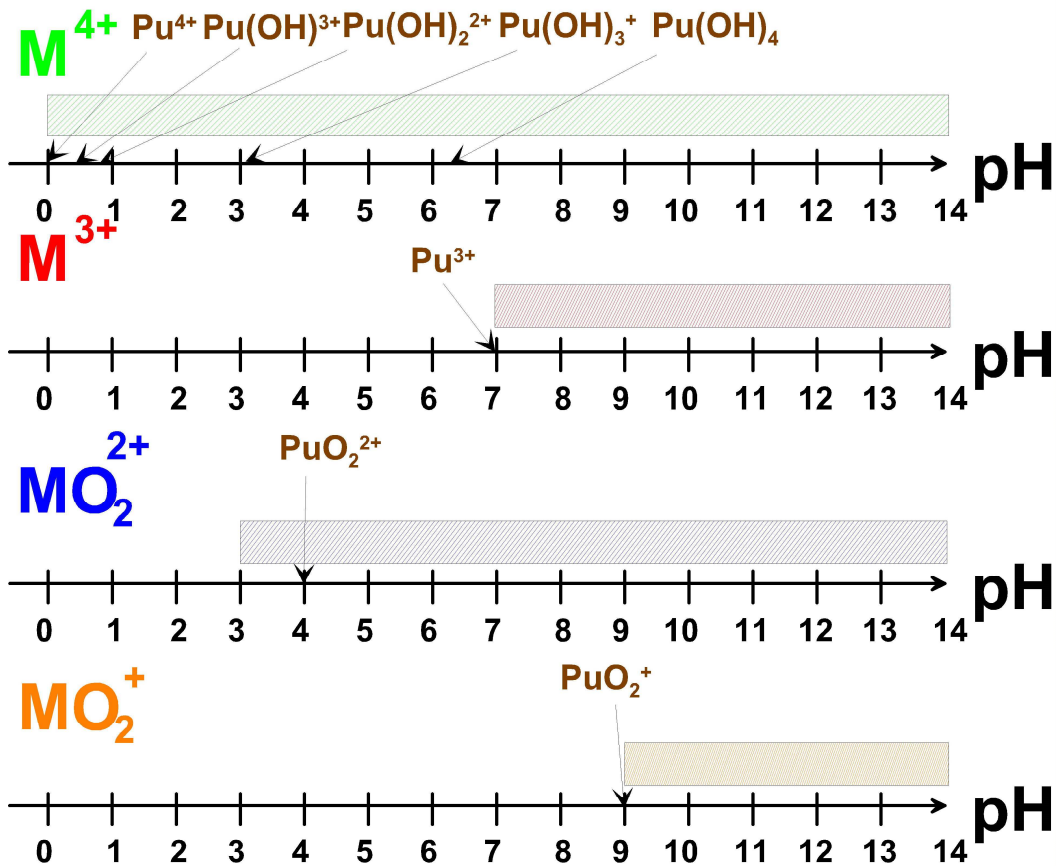 M⁴⁺ Pu⁴⁺ Pu(OH)³⁺ Pu(OH)₂²⁺ Pu(OH)₃⁺ Pu(OH)₄
pH
0 1 2 3 4 5 6 7 8 9 10 11 12 13 14
M³⁺
Pu³⁺
pH
0 1 2 3 4 5 6 7 8 9 10 11 12 13 14
MO₂²⁺
PuO₂²⁺
pH
0 1 2 3 4 5 6 7 8 9 10 11 12 13 14
MO₂⁺
PuO₂⁺
pH
0 1 2 3 4 5 6 7 8 9 10 11 12 13 14